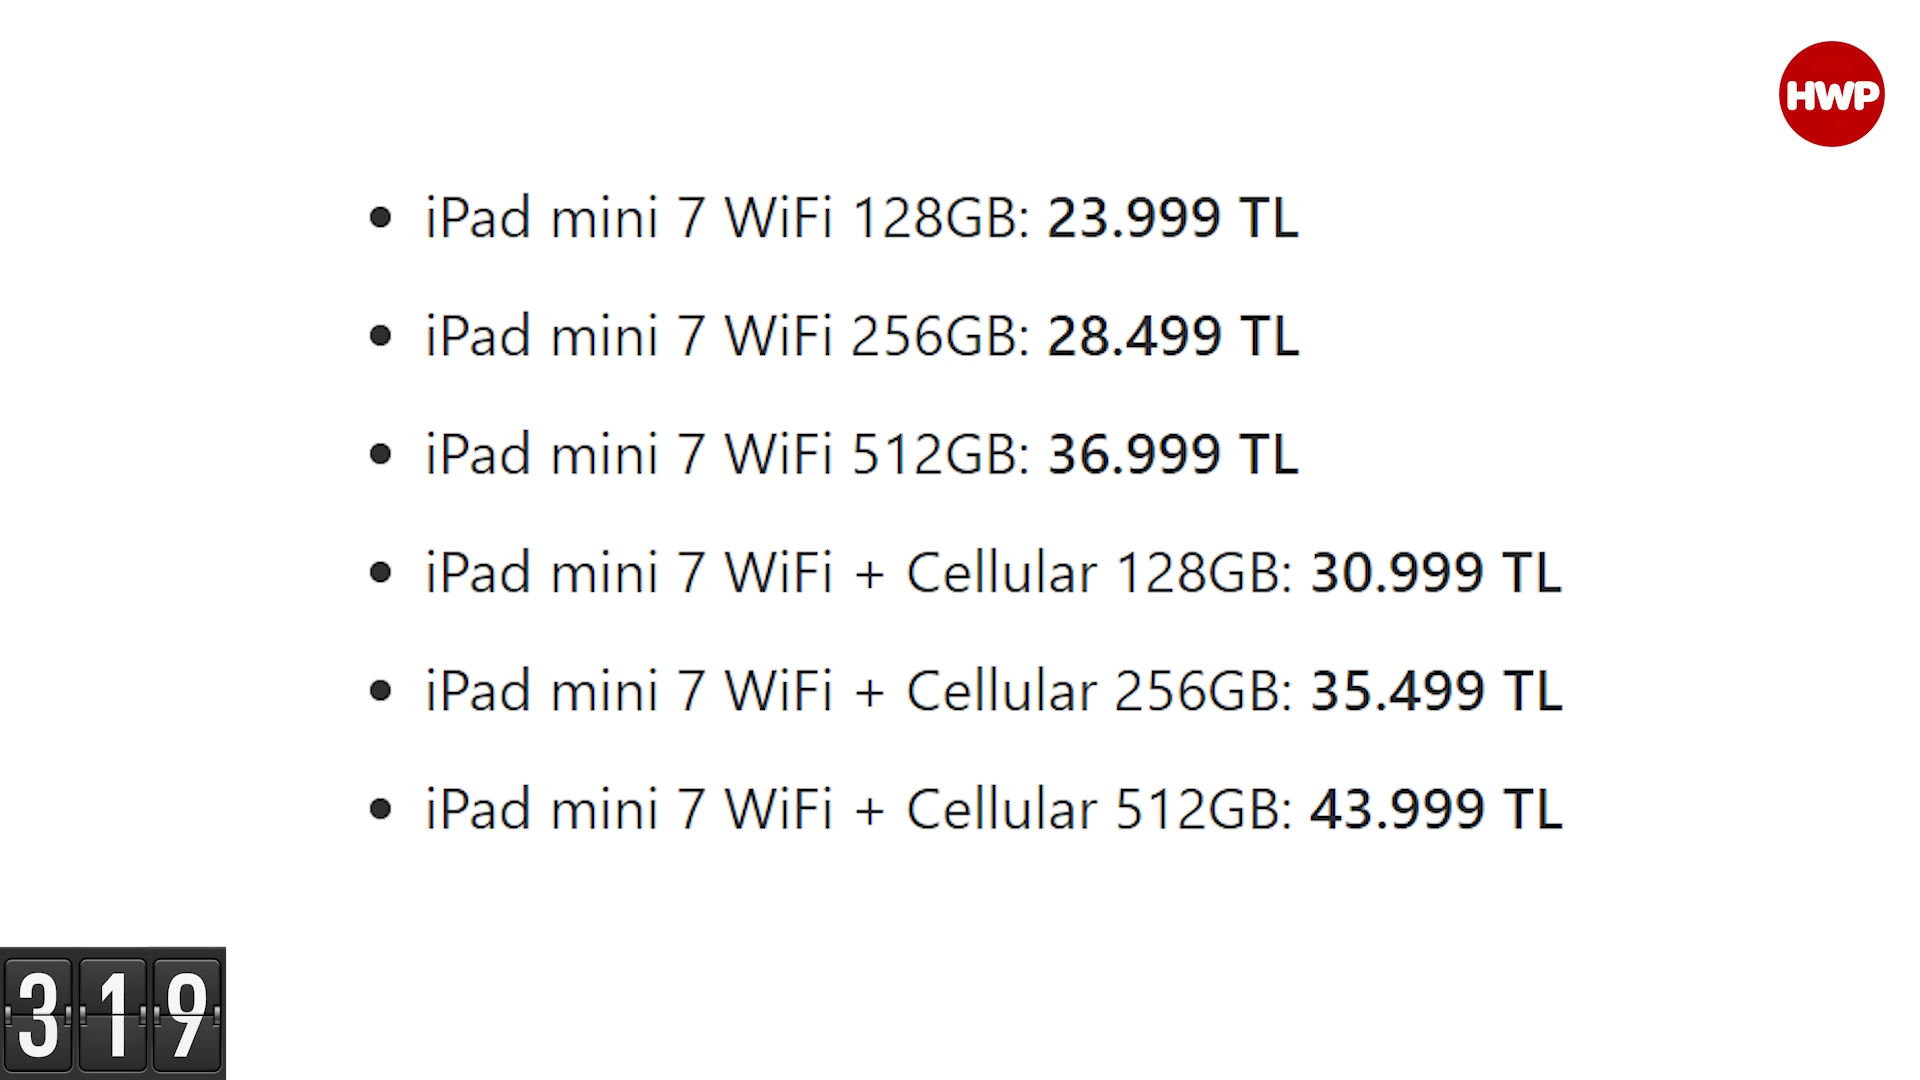 HWP
• iPad mini 7 WiFi 128GB: 23.999 TL
• iPad mini 7 WiFi 256GB: 28.499 TL
• iPad mini 7 WiFi 512GB: 36.999 TL
• iPad mini 7 WiFi + Cellular 128GB: 30.999 TL
• iPad mini 7 WiFi + Cellular 256GB: 35.499 TL
• iPad mini 7 WiFi + Cellular 512GB: 43.999 TL
319